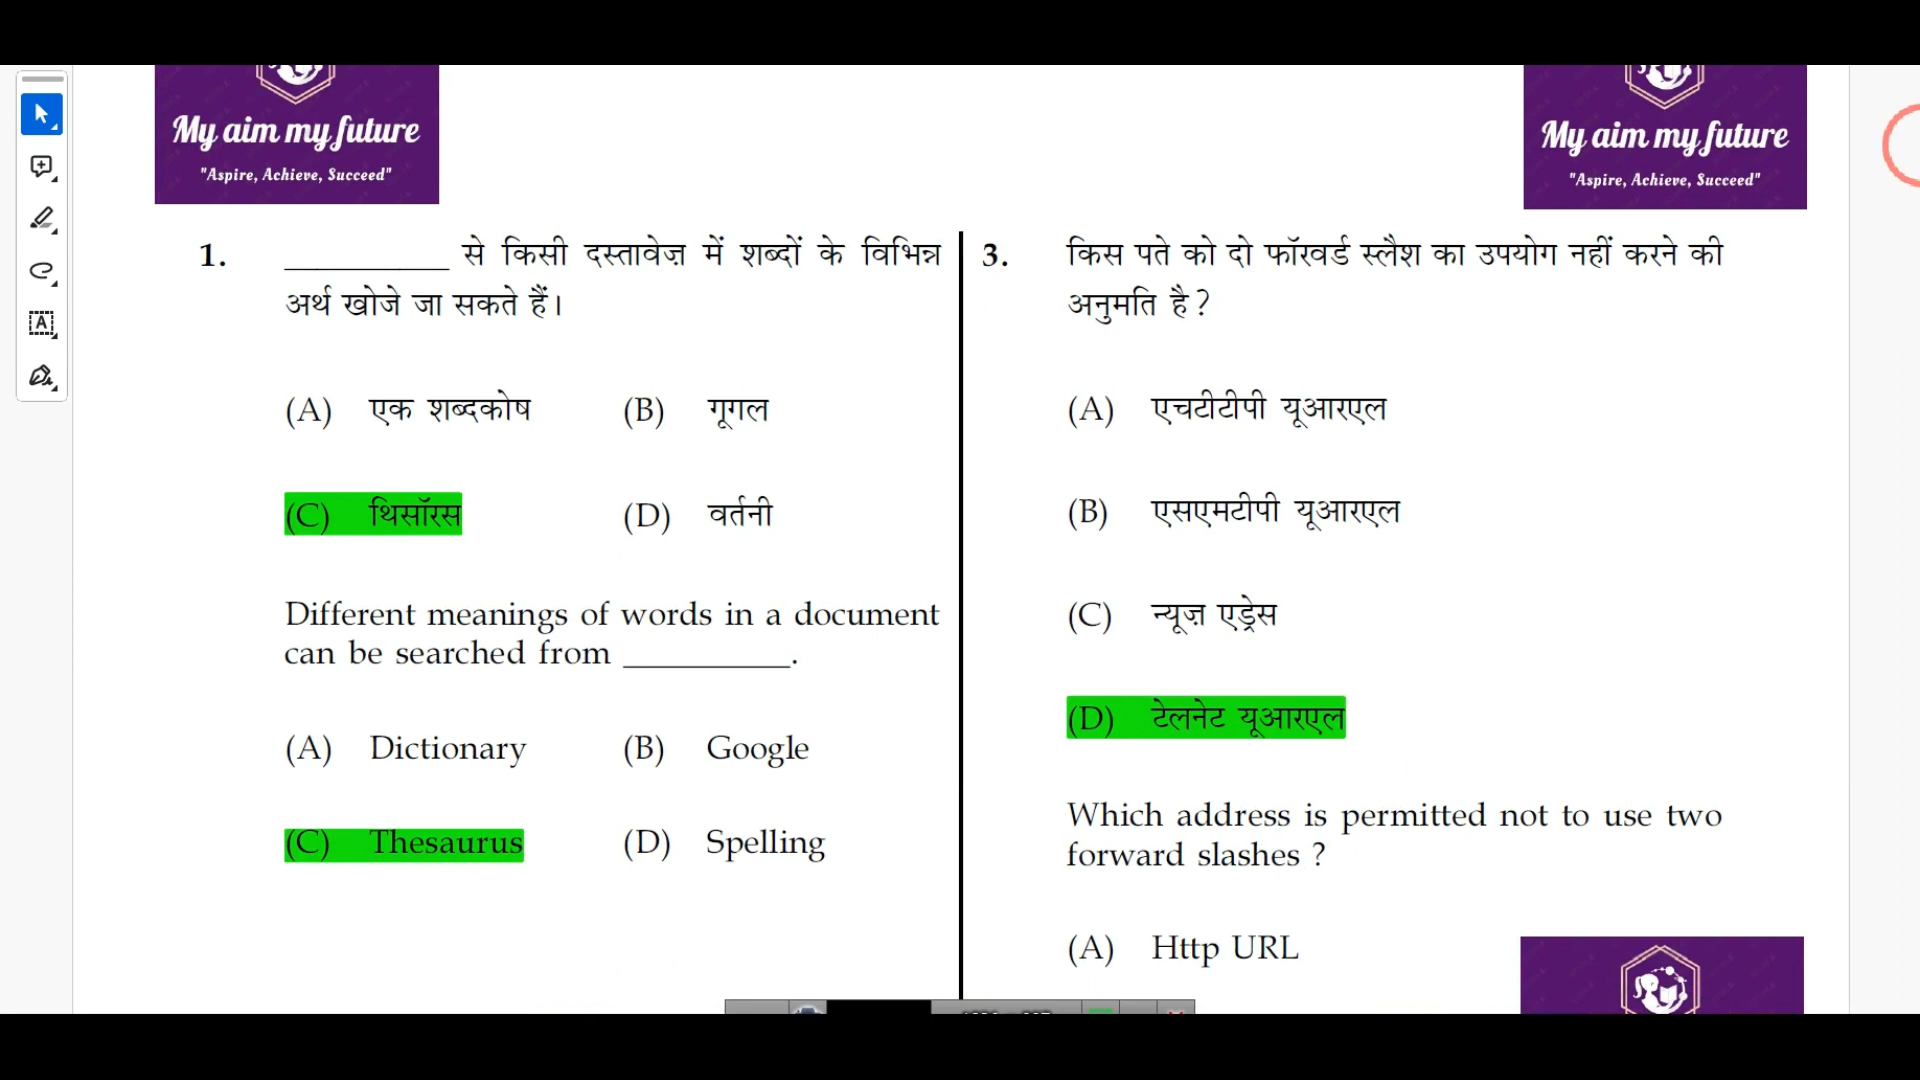 My aim my future
"Aspire, Achieve, Succeed"
My aim my future
"Aspire, Achieve, Succeed"
1. __________ से किसी दस्तावेज़ में शब्दों के विभिन्न
अर्थ खोजे जा सकते हैं।
(A) एक शब्दकोष (B) गूगल
(C) थिसॉरस (D) वर्तनी
Different meanings of words in a document
can be searched from __________.
(A) Dictionary (B) Google
(C) Thesaurus (D) Spelling
3. किस पते को दो फॉरवर्ड स्लैश का उपयोग नहीं करने की
अनुमति है ?
(A) एचटीटीपी यूआरएल
(B) एसएमटीपी यूआरएल
(C) न्यूज़ एड्रेस
(D) टेलनेट यूआरएल
Which address is permitted not to use two
forward slashes ?
(A) Http URL